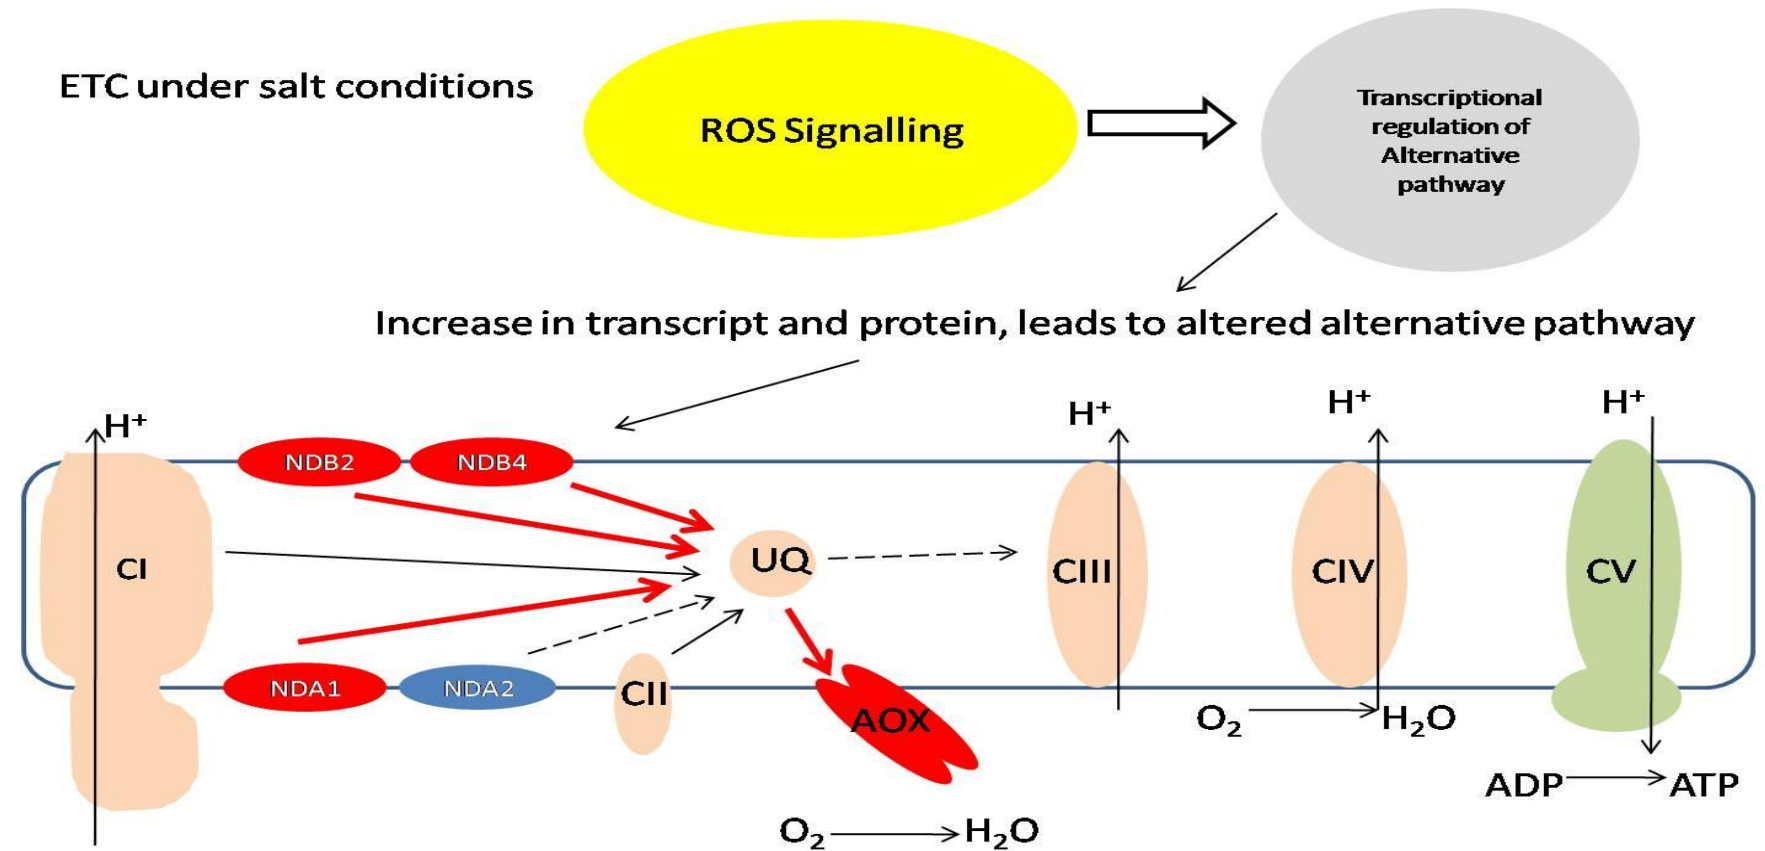 ETC under salt conditions
ROS Signalling
Transcriptional
regulation of
Alternative
pathway
Increase in transcript and protein, leads to altered alternative pathway
H⁺
H⁺
H⁺
H⁺
NDB2
NDB4
CI
UQ
CIII
CIV
CV
NDA1
NDA2
CII
AOX
O₂
H₂O
ADP
ATP
O₂
H₂O